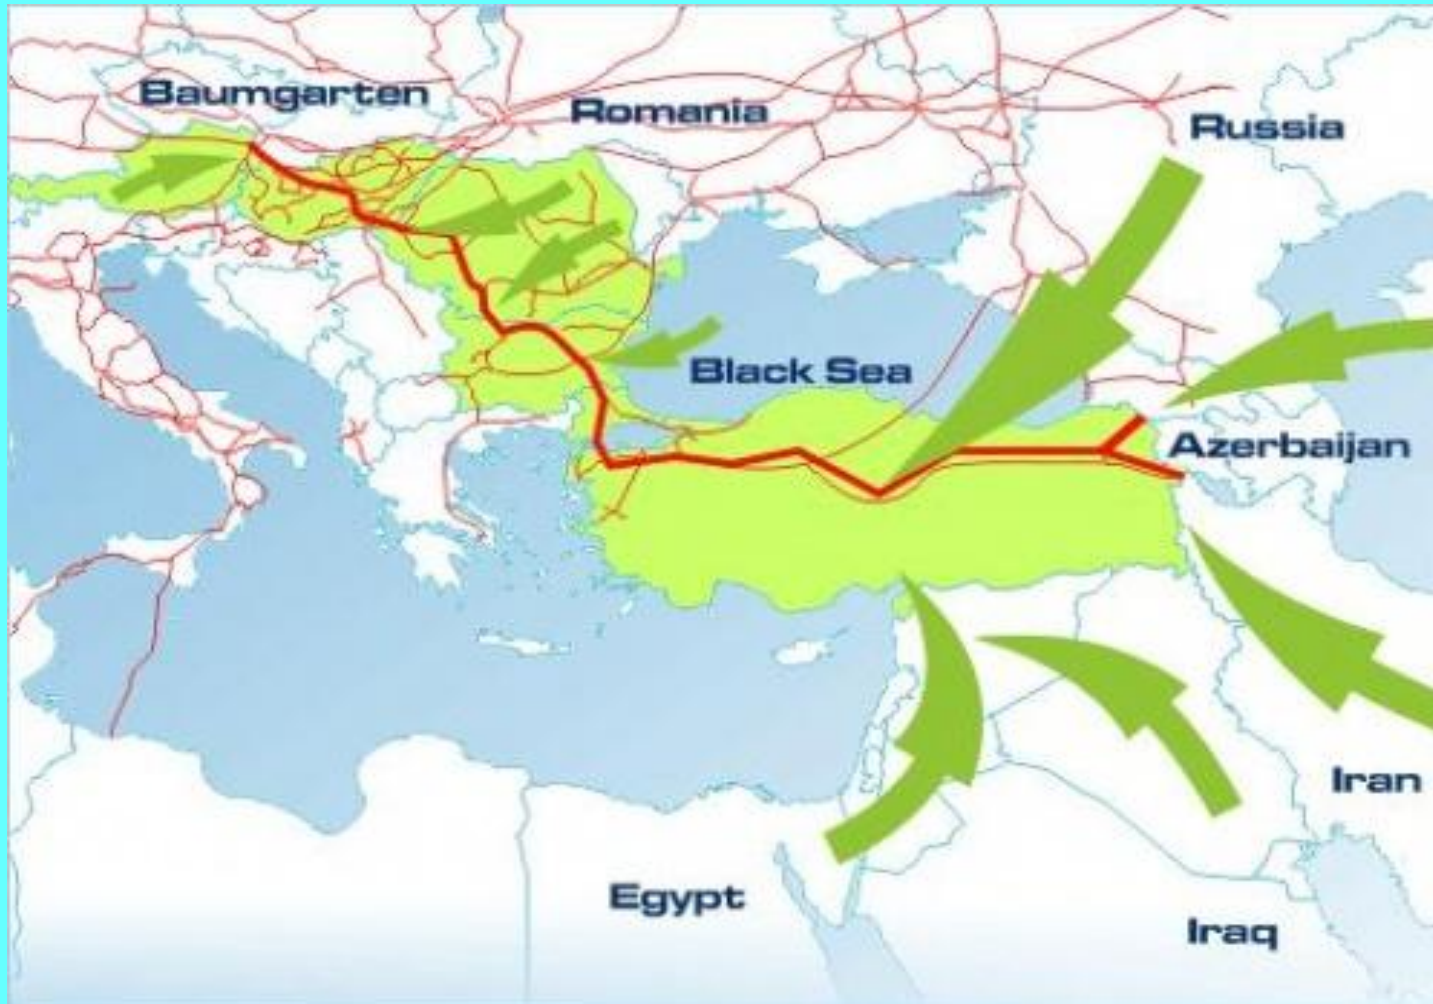 Baumgarten
Romania
Russia
Black Sea
Azerbaijan
Iran
Egypt
Iraq